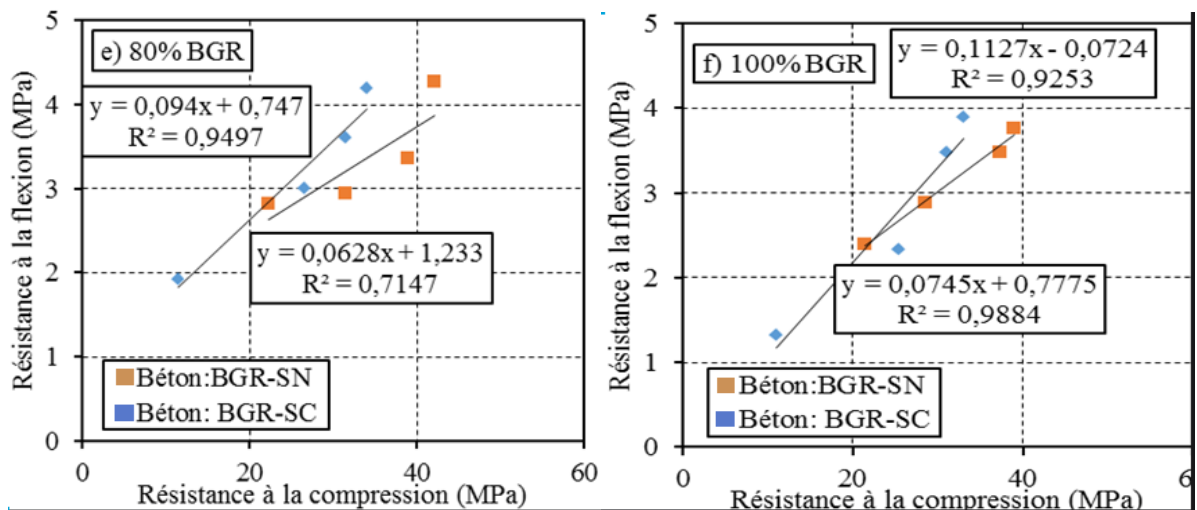 5
e) 80% BGR
4
y = 0,094x + 0,747
R² = 0,9497
3
2
y = 0,0628x + 1,233
R² = 0,7147
1
Béton:BGR-SN
Béton: BGR-SC
0
0 20 40 60
Résistance à la flexion (MPa)
Résistance à la compression (MPa)
5
y = 0,1127x - 0,0724
R² = 0,9253
f) 100% BGR
4
3
2
y = 0,0745x + 0,7775
R² = 0,9884
1
Béton:BGR-SN
Béton: BGR-SC
0
0 20 40
Résistance à la flexion (MPa)
Résistance à la compression (MPa)